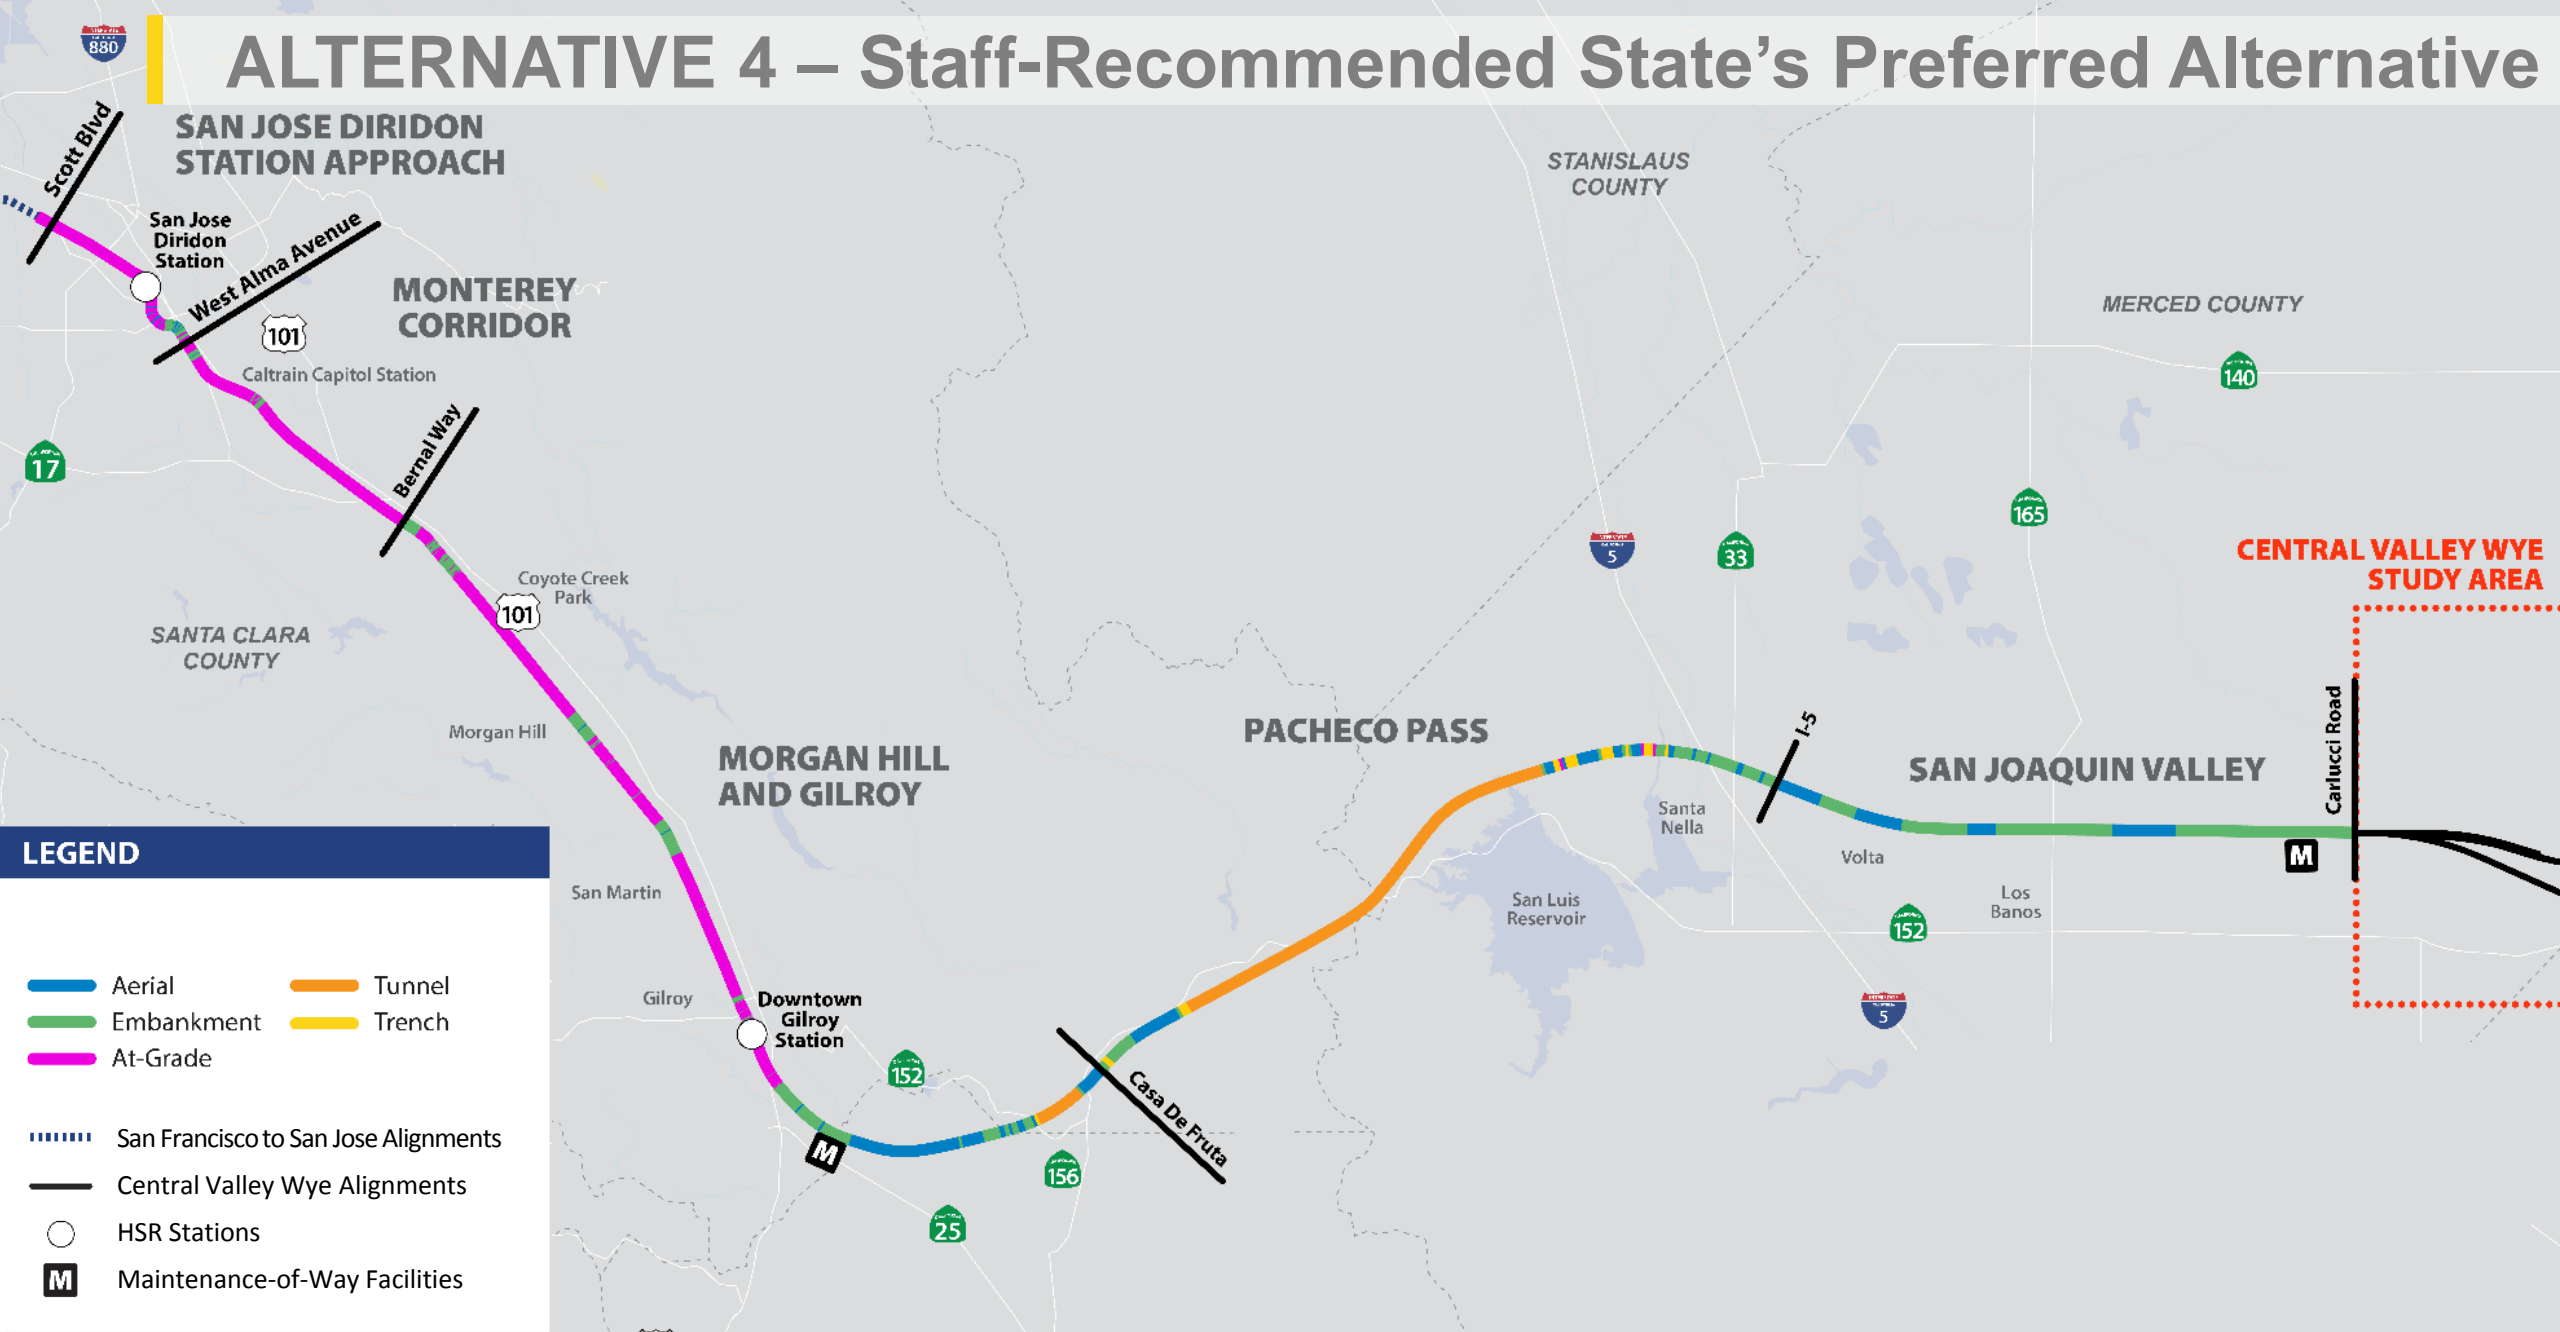 880
ALTERNATIVE 4 – Staff-Recommended State's Preferred Alternative
Scott Blvd
SAN JOSE DIRIDON
STATION APPROACH
San Jose
Diridon
Station
West Alma Avenue
MONTEREY
CORRIDOR
101
Caltrain Capitol Station
17
Bernal Way
Coyote Creek
Park
101
SANTA CLARA
COUNTY
Morgan Hill
MORGAN HILL
AND GILROY
San Martin
Gilroy
Downtown
Gilroy
Station
M
152
25
156
Casa De Fruta
PACHECO PASS
STANISLAUS
COUNTY
MERCED COUNTY
140
165
5
33
I-5
Santa
Nella
San Luis
Reservoir
SAN JOAQUIN VALLEY
Volta
Los
Banos
152
5
M
Carlucci Road
CENTRAL VALLEY WYE
STUDY AREA
LEGEND
Aerial
Tunnel
Embankment
Trench
At-Grade
San Francisco to San Jose Alignments
Central Valley Wye Alignments
HSR Stations
M
Maintenance-of-Way Facilities